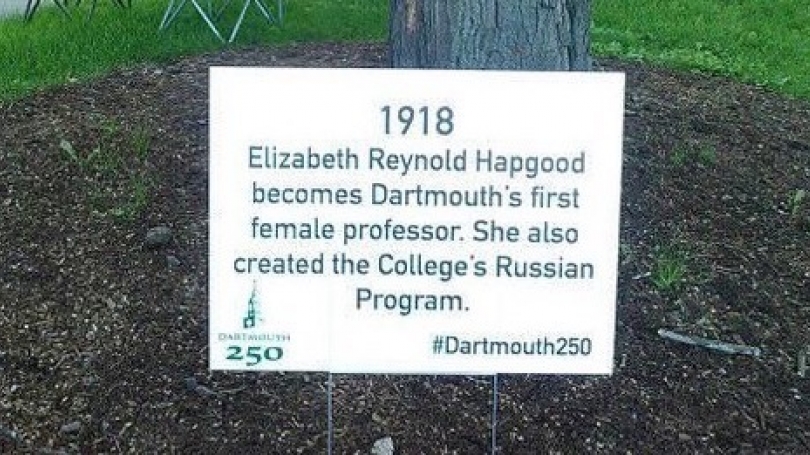 1918
Elizabeth Reynold Hapgood
becomes Dartmouth's first
female professor. She also
created the College's Russian
Program.
DARTMOUTH
250
#Dartmouth250